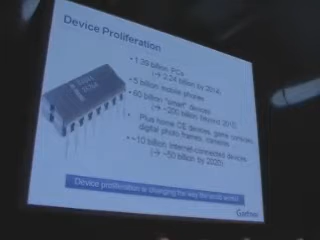 Device Proliferation
• 1.39 billion PCs
(→ 2.24 billion by 2014)
• 5 billion mobile phones
• 60 billion "smart" devices
(→ ~200 billion beyond
Plus home CE devices, game consoles,
digital photo frames, cameras
• ~10 billion Internet-connected devices
(→ ~50 billion by 2020)
Device proliferation is changing the way the world works
Gartner